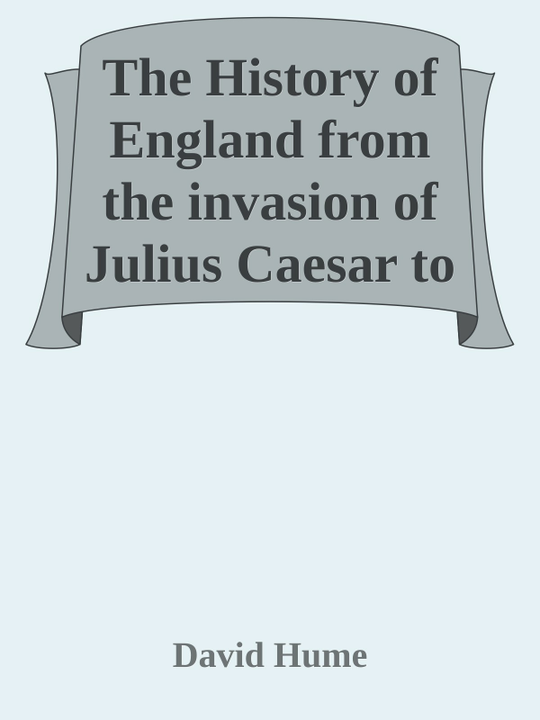 The History of
England from
the invasion of
Julius Caesar to
David Hume